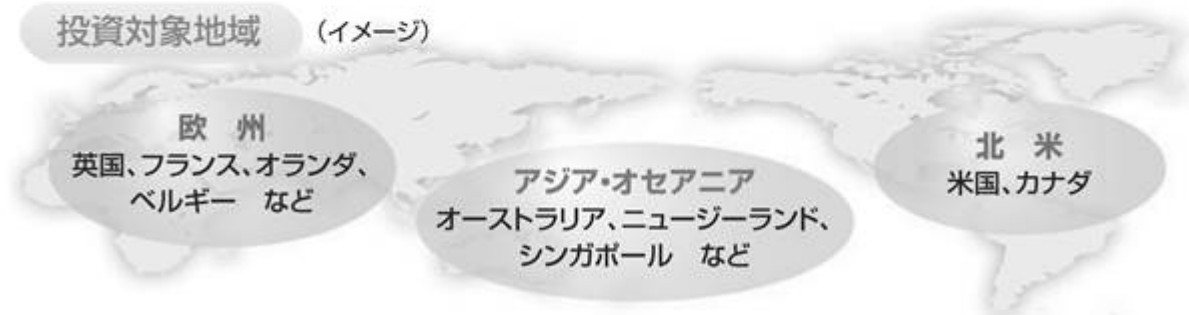 投資対象地域 (イメージ)
欧 州
英国、フランス、オランダ、
ベルギー など
アジア・オセアニア
オーストラリア、ニュージーランド、
シンガポール など
北 米
米国、カナダ